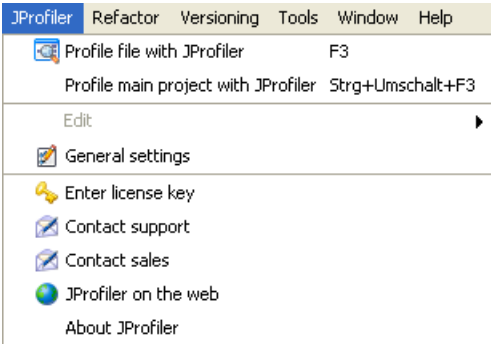 JProfiler Refactor Versioning Tools Window Help
Profile file with JProfiler F3
Profile main project with JProfiler Strg+Umschalt+F3
Edit
General settings
Enter license key
Contact support
Contact sales
JProfiler on the web
About JProfiler